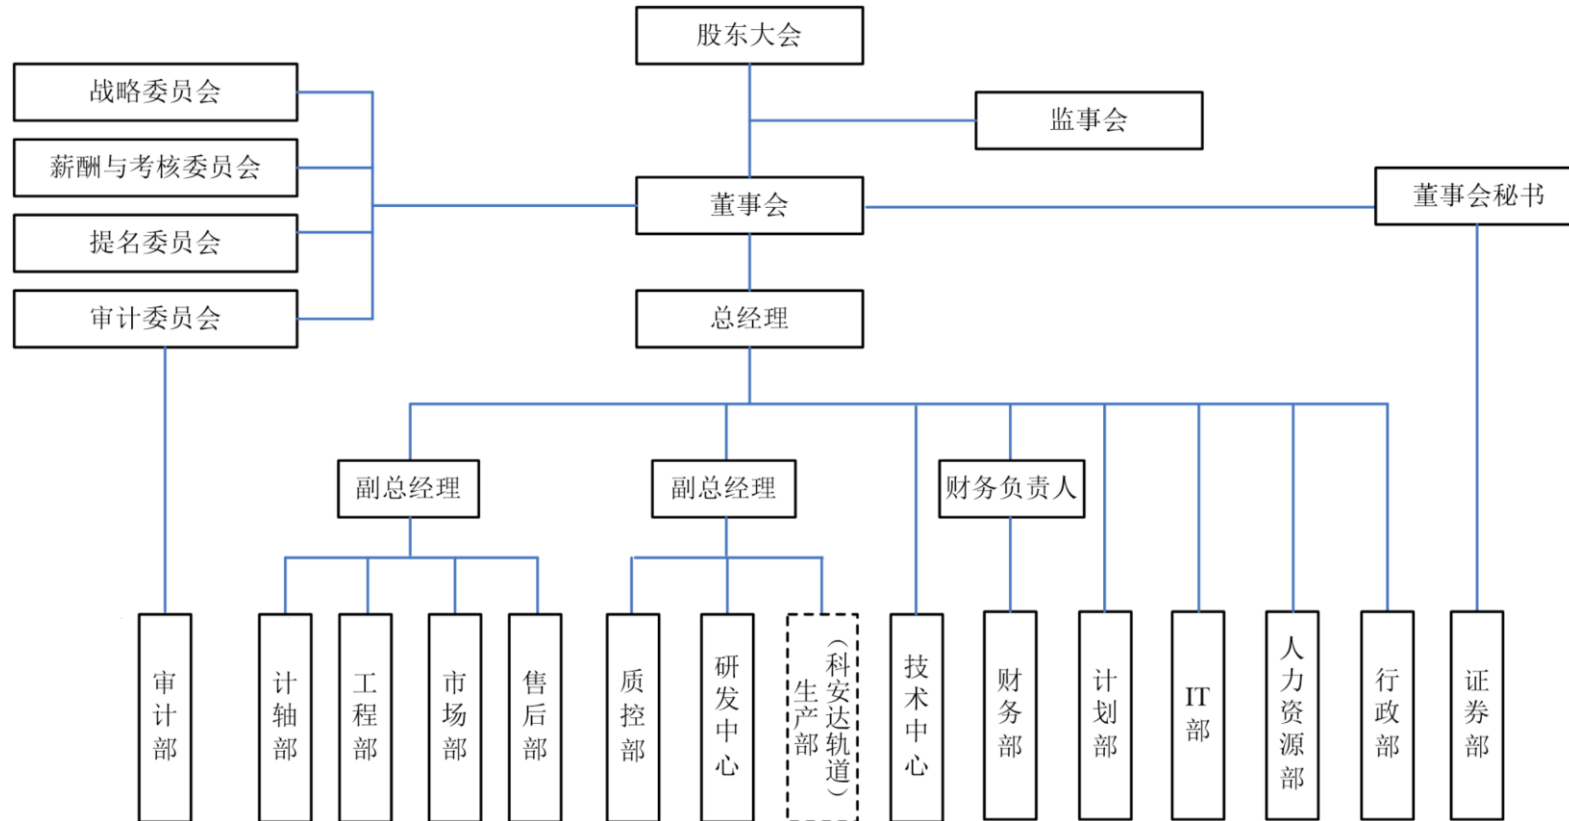 股东大会
战略委员会
监事会
薪酬与考核委员会
董事会
董事会秘书
提名委员会
审计委员会
总经理
副总经理
副总经理
财务负责人
审计部
计轴部
工程部
市场部
售后部
质控部
研发中心
生产部
（科安达轨道）
技术中心
财务部
计划部
IT部
人力资源部
行政部
证券部